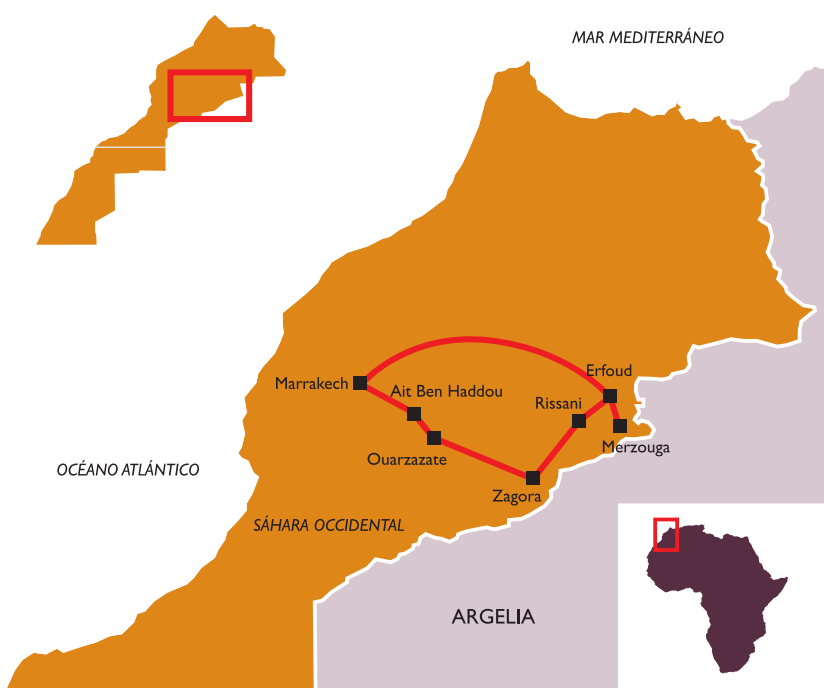 MAR MEDITERRÁNEO
Erfoud
Marrakech
Ait Ben Haddou
Rissani
Merzouga
Ouarzazate
OCÉANO ATLÁNTICO
Zagora
SÁHARA OCCIDENTAL
ARGELIA